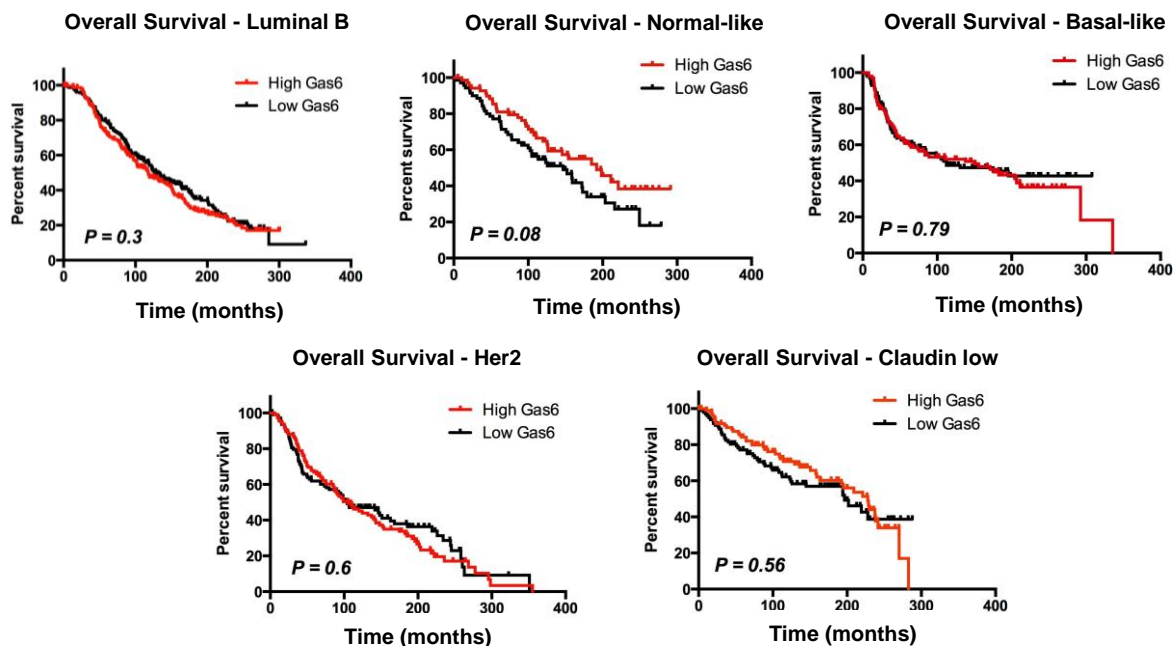 Overall Survival - Luminal B
Percent survival
100
80
60
40
20
0
High Gas6
Low Gas6
P = 0.3
0 100 200 300 400
Time (months)
Overall Survival - Normal-like
Percent survival
100
80
60
40
20
0
High Gas6
Low Gas6
P = 0.08
0 100 200 300 400
Time (months)
Overall Survival - Basal-like
Percent survival
100
80
60
40
20
0
High Gas6
Low Gas6
P = 0.79
0 100 200 300 400
Time (months)
Overall Survival - Her2
Percent survival
100
80
60
40
20
0
High Gas6
Low Gas6
P = 0.6
0 100 200 300 400
Time (months)
Overall Survival - Claudin low
Percent survival
100
80
60
40
20
0
High Gas6
Low Gas6
P = 0.56
0 100 200 300 400
Time (months)